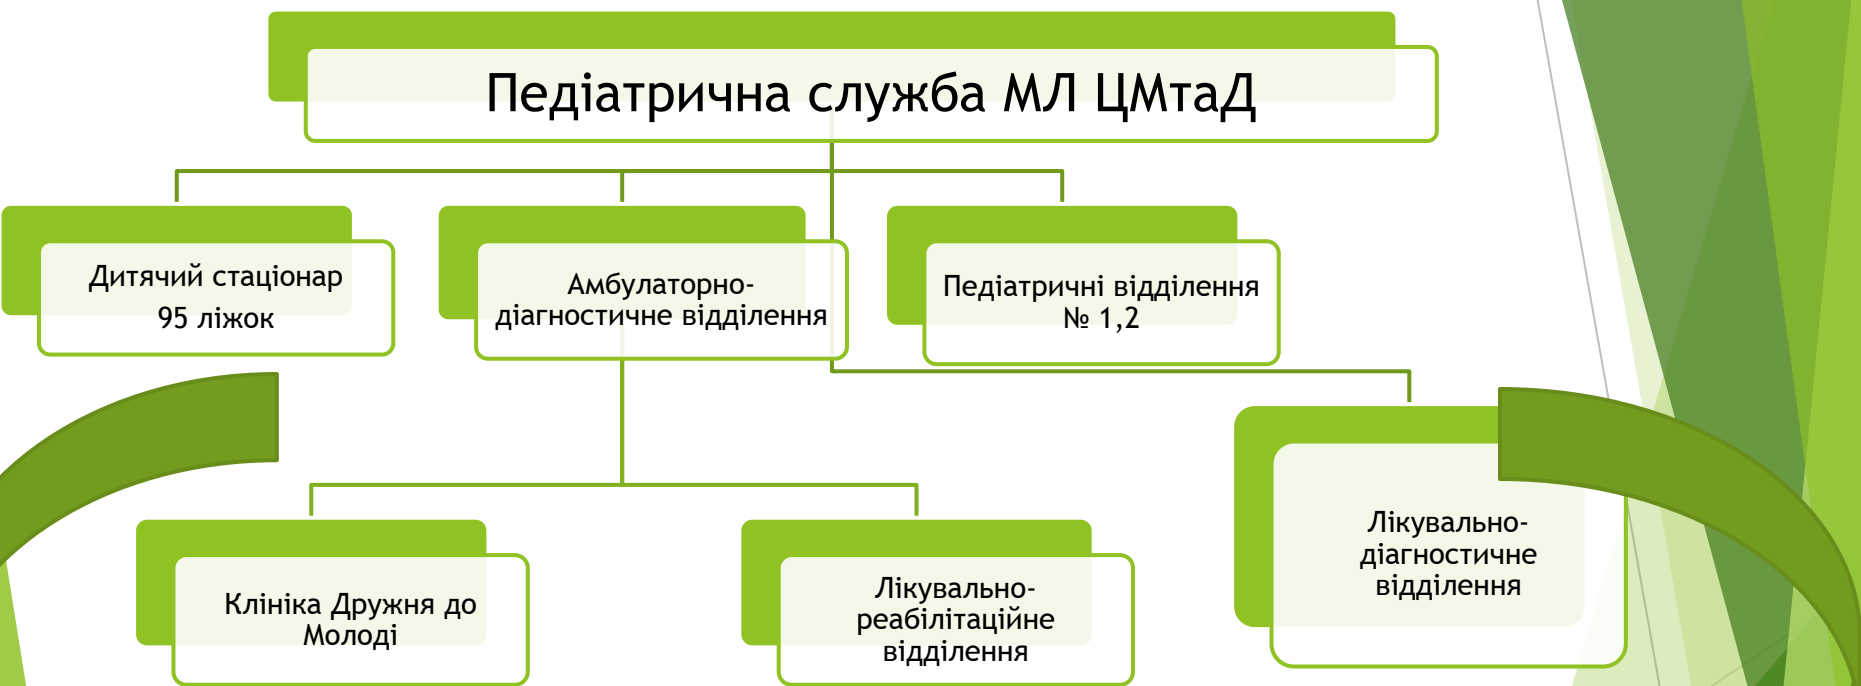 Педіатрична служба МЛ ЦМтаД
Дитячий стаціонар
95 ліжок
Амбулаторно-
діагностичне відділення
Педіатричні відділення
№ 1,2
Лікувально-
діагностичне
відділення
Клініка Дружня до
Молоді
Лікувально-
реабілітаційне
відділення